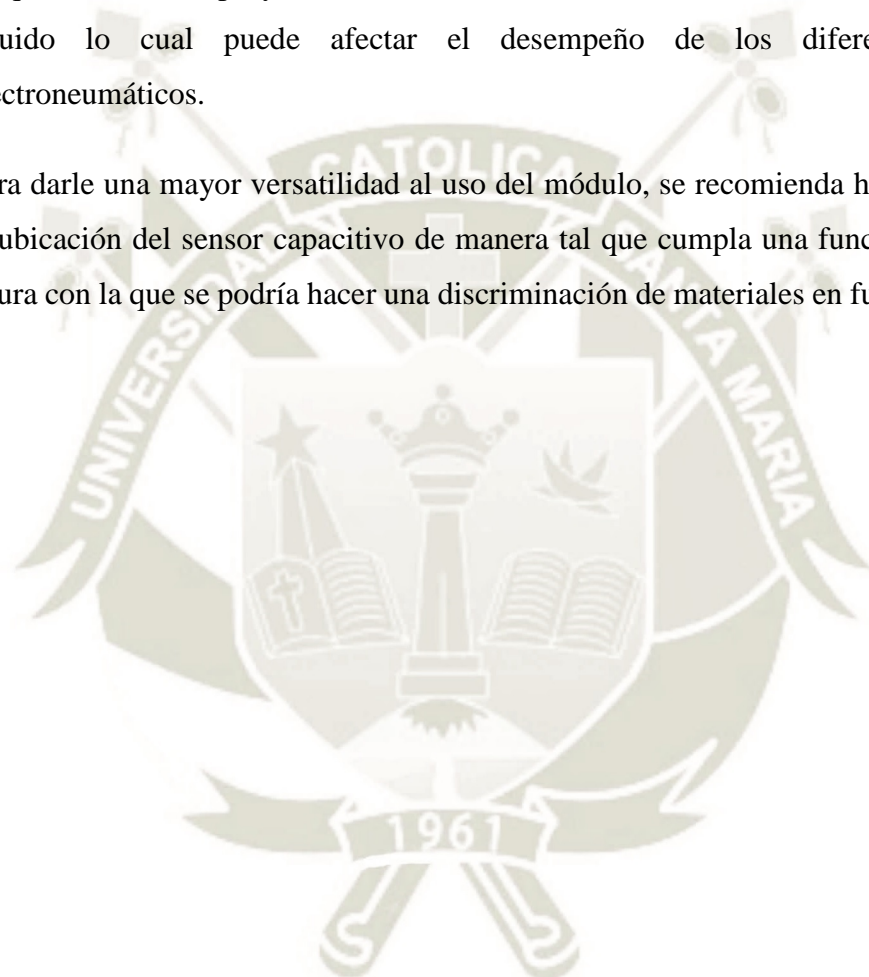 uido lo cual puede afectar el desempeño de los difere
ectroneumáticos.
ra darle una mayor versatilidad al uso del módulo, se recomienda h
ubicación del sensor capacitivo de manera tal que cumpla una func
ura con la que se podría hacer una discriminación de materiales en fu
UNIVERSIDAD CATOLICA SANTA MARIA
1961